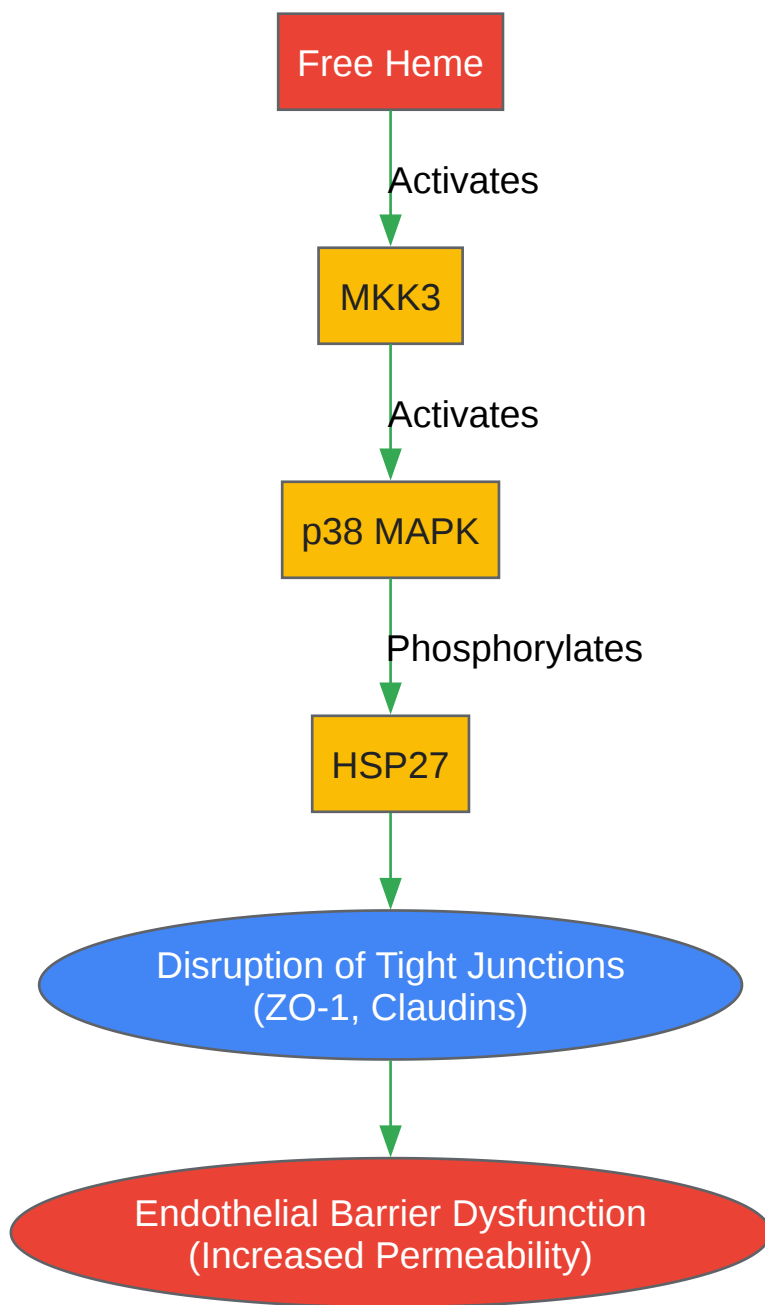 Free Heme
Activates
MKK3
Activates
p38 MAPK
Phosphorylates
HSP27
Disruption of Tight Junctions
(ZO-1, Claudins)
Endothelial Barrier Dysfunction
(Increased Permeability)